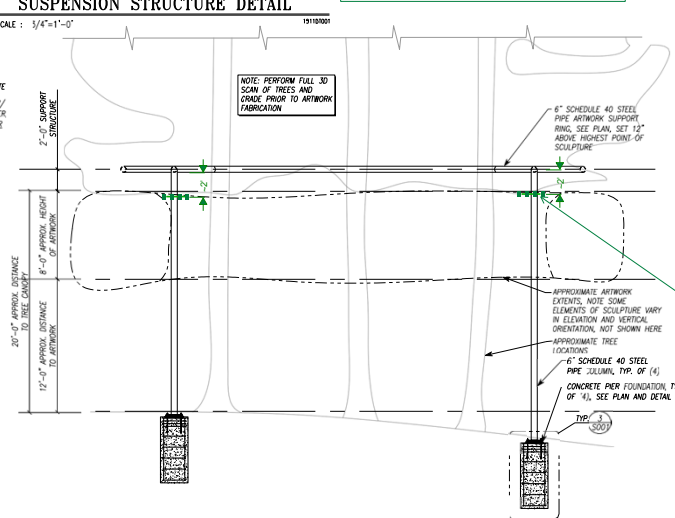 SUSPENSION STRUCTURE DETAIL
CALE : 3/4"=1'-0"
191101001
NOTE: PERFORM FULL 3D
SCAN OF TREES AND
GRADE PRIOR TO ARTWORK
FABRICATION
6" SCHEDULE 40 STEEL
PIPE ARTWORK SUPPORT
RING, SEE PLAN, SET 12"
ABOVE HIGHEST POINT OF
SCULPTURE
2'-0" SUPPORT
STRUCTURE
~2'
~2'
8'-0" APPROX. HEIGHT
OF ARTWORK
20'-0" APPROX. DISTANCE
TO TREE CANOPY
12'-0" APPROX. DISTANCE
TO ARTWORK
APPROXIMATE ARTWORK
EXTENTS, NOTE SOME
ELEMENTS OF SCULPTURE VARY
IN ELEVATION AND VERTICAL
ORIENTATION, NOT SHOWN HERE
APPROXIMATE TREE
LOCATIONS
6" SCHEDULE 40 STEEL
PIPE COLUMN, TYP. OF (4)
CONCRETE PIER FOUNDATION, T
OF (4), SEE PLAN AND DETAIL
TYP. 3
S001